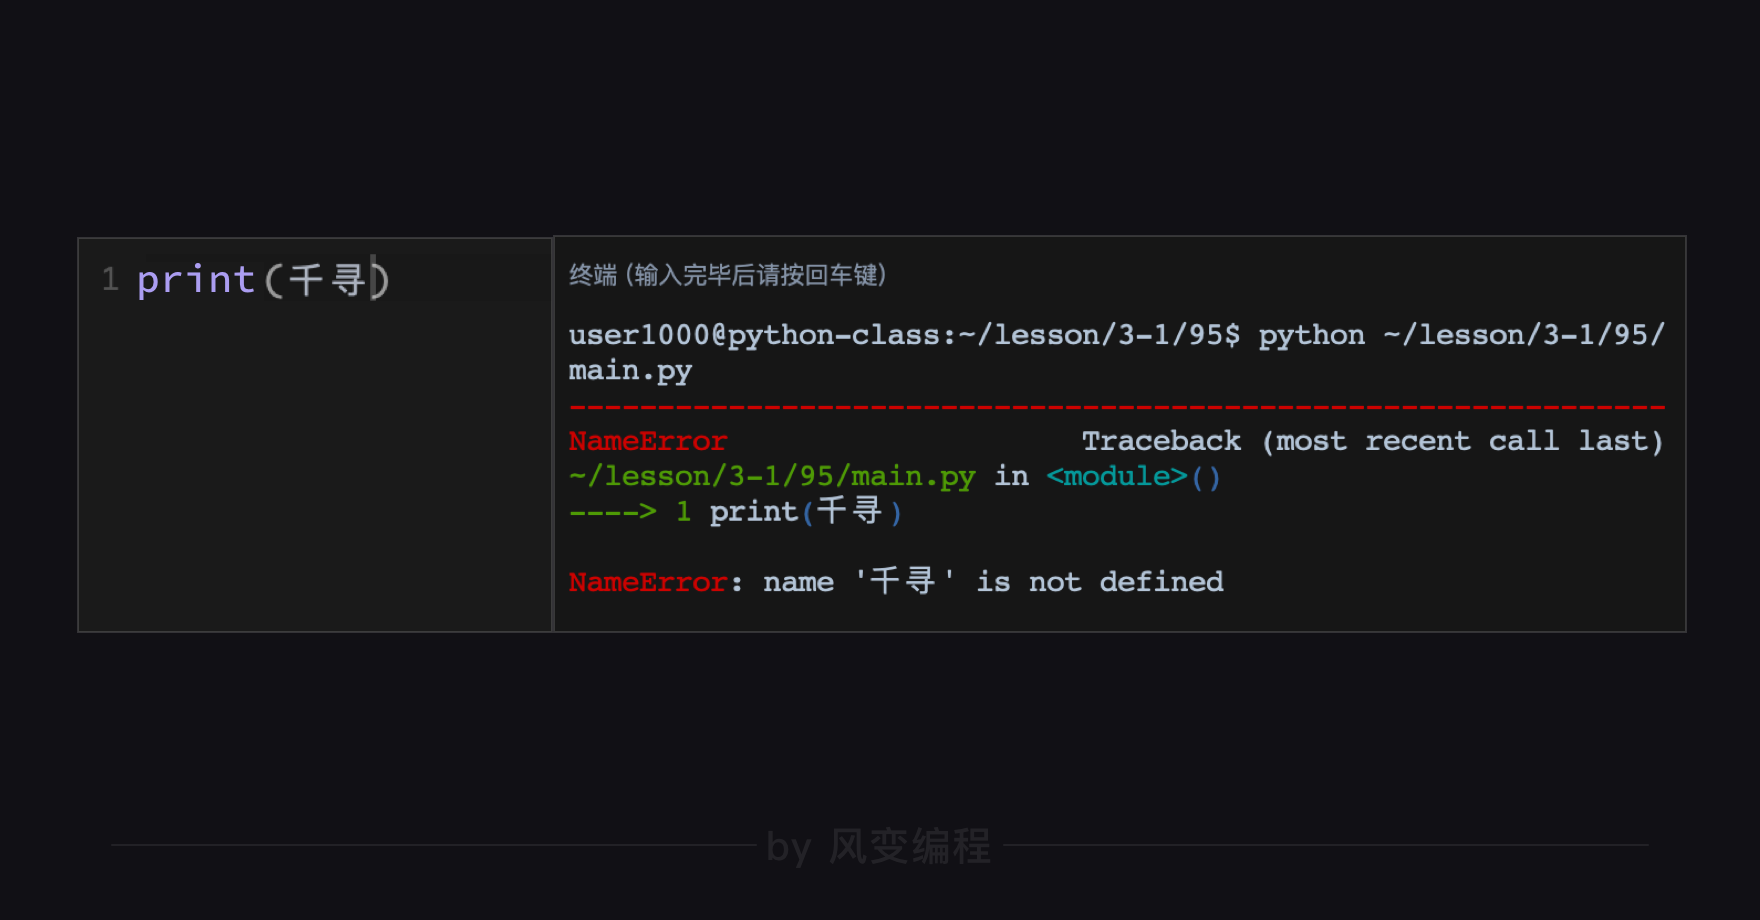 1 print(千寻)
终端 (输入完毕后请按回车键)
user1000@python-class:~/lesson/3-1/95$ python ~/lesson/3-1/95/
main.py
--------------------------------------------------------------
NameError Traceback (most recent call last)
~/lesson/3-1/95/main.py in <module>()
----> 1 print(千寻)
NameError: name '千寻' is not defined
by 风变编程